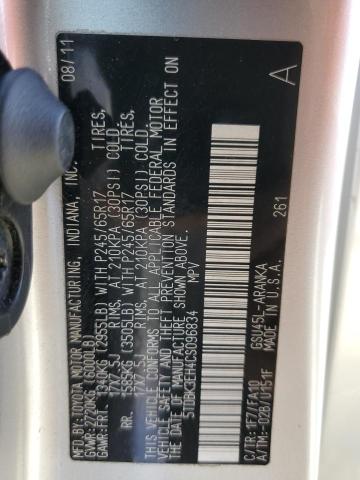 MFD. BY: TOYOTA MOTOR MANUFACTURING, INDIANA, INC. 08/11
GVWR: 2720KG (6000LB)
GAWR: FR. 1340KG (2955LB) WITH P245/65R17 TIRES,
17X7.5J RIMS, AT 210KPA (30PSI) COLD.
RR. 1585KG (3505LB) WITH P245/65R17 TIRES,
17X7.5J RIMS, AT 210KPA (30PSI) COLD.
THIS VEHICLE CONFORMS TO ALL APPLICABLE FEDERAL MOTOR
VEHICLE SAFETY AND THEFT PREVENTION STANDARDS IN EFFECT ON
THE DATE OF MANUFACTURE SHOWN ABOVE.
5TDBK3EH4CS096834 MPV
A
261
C/TR: 1F7/FA10 GSU45L-ARANKA
A/TM: -02B/U151F MADE IN U.S.A.